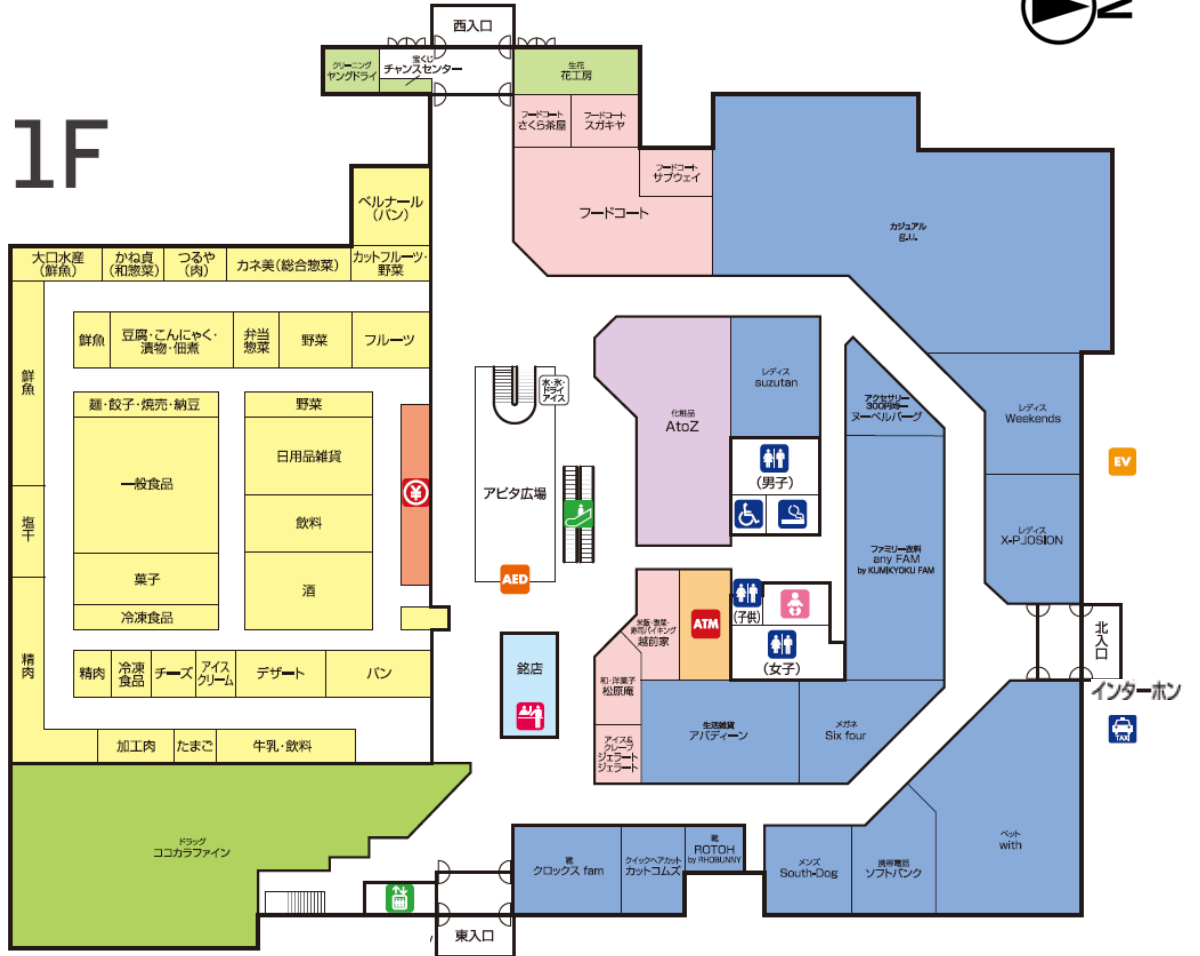 西入口
N
クリーニング
ヤングドライ
宝くじ
チャンスセンター
生花
花工房
1F
フードコート
さくら茶屋
フードコート
スガキヤ
フードコート
サブウェイ
フードコート
カジュアル
g.u.
ベルナール
(パン)
大口水産
(鮮魚)
かね貞
(和惣菜)
つるや
(肉)
カネ美(総合惣菜)
カットフルーツ・
野菜
鮮魚
豆腐・こんにゃく・
漬物・佃煮
弁当
惣菜
野菜
フルーツ
鮮魚
麺・餃子・焼売・納豆
野菜
一般食品
日用品雑貨
飲料
塩干
菓子
酒
冷凍食品
精肉
精肉
冷凍
食品
チーズ
アイス
クリーム
デザート
パン
加工肉
たまご
牛乳・飲料
¥
水・氷・
ドライ
アイス
アピタ広場
AED
銘店
化粧品
AtoZ
レディス
suzutan
(男子)
アクセサリー
300円均一
ヌーベルバーグ
レディス
Weekends
EV
レディス
X-PLOSION
ファミリー衣料
any FAM
by KUMIKYOKU FAM
米飯・惣菜・
寿司バイキング
越前家
ATM
(子供)
(女子)
北入口
インターホン
TAXI
和・洋菓子
松原庵
生活雑貨
アバディーン
メガネ
Six four
アイス&
クレープ
ジェラート
ジェラート
ドラッグ
ココカラファイン
靴
クロックス fam
クイックヘアカット
カットコムズ
靴
ROTOH
by RHOBUNNY
メンズ
South-Dog
携帯電話
ソフトバンク
ペット
with
東入口